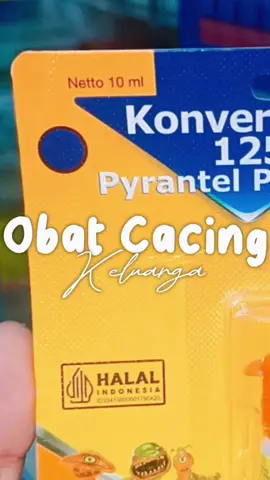 Netto 10 ml
Konver
125
Pyrantel P
Obat Cacing
Keluarga
HALAL
INDONESIA